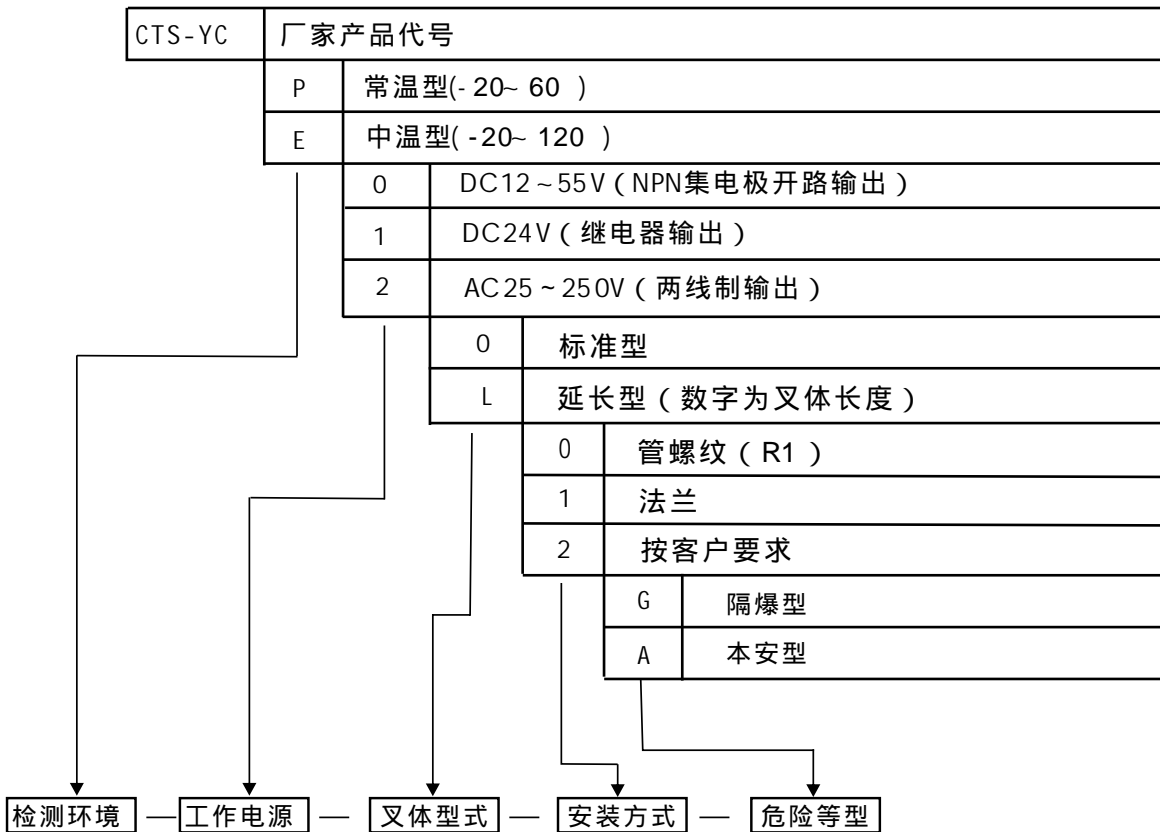 CTS-YC 厂家产品代号
P 常温型(-20~ 60 )
E 中温型( -20~ 120 )
0 DC12~55V(NPN集电极开路输出)
1 DC24V(继电器输出)
2 AC25~250V(两线制输出)
0 标准型
L 延长型(数字为叉体长度)
0 管螺纹(R1 )
1 法兰
2 按客户要求
G 隔爆型
A 本安型
检测环境 — 工作电源 — 叉体型式 — 安装方式 — 危险等型